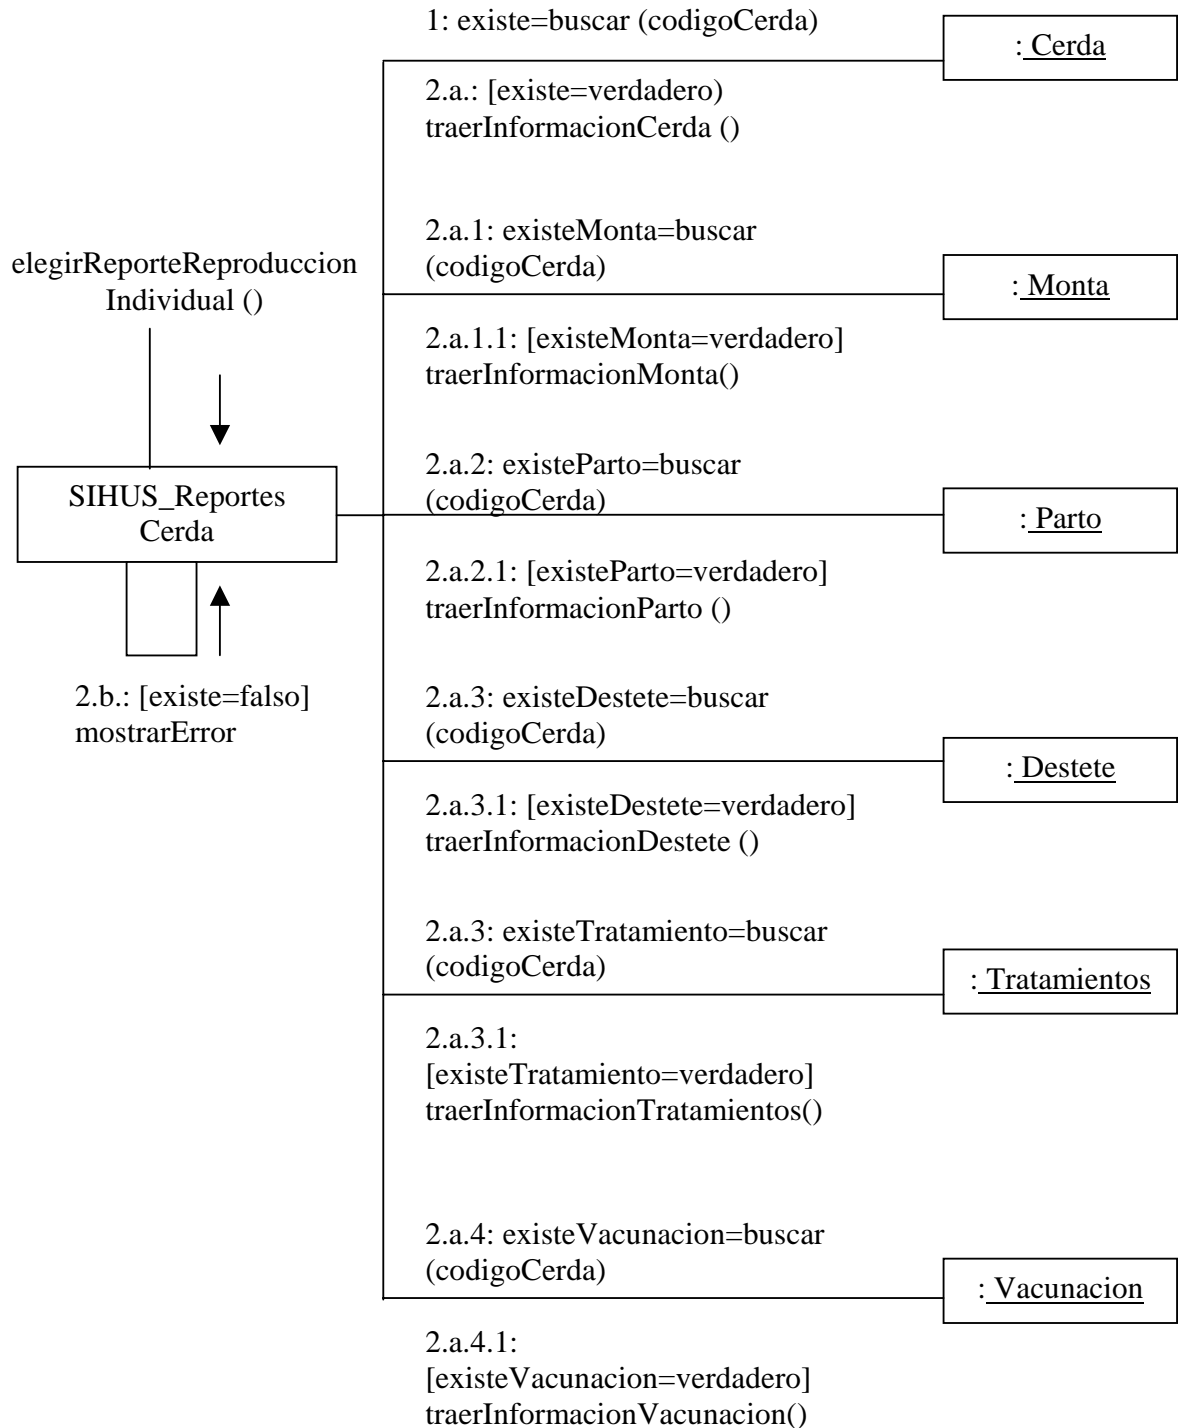 1: existe=buscar (codigoCerda)
: Cerda
2.a.: [existe=verdadero)
traerInformacionCerda ()
2.a.1: existeMonta=buscar
(codigoCerda)
elegirReporteReproduccion
Individual ()
: Monta
2.a.1.1: [existeMonta=verdadero]
traerInformacionMonta()
2.a.2: existeParto=buscar
(codigoCerda)
SIHUS_Reportes
Cerda
: Parto
2.a.2.1: [existeParto=verdadero]
traerInformacionParto ()
2.b.: [existe=falso]
mostrarError
2.a.3: existeDestete=buscar
(codigoCerda)
: Destete
2.a.3.1: [existeDestete=verdadero]
traerInformacionDestete ()
2.a.3: existeTratamiento=buscar
(codigoCerda)
: Tratamientos
2.a.3.1:
[existeTratamiento=verdadero]
traerInformacionTratamientos()
2.a.4: existeVacunacion=buscar
(codigoCerda)
: Vacunacion
2.a.4.1:
[existeVacunacion=verdadero]
traerInformacionVacunacion()